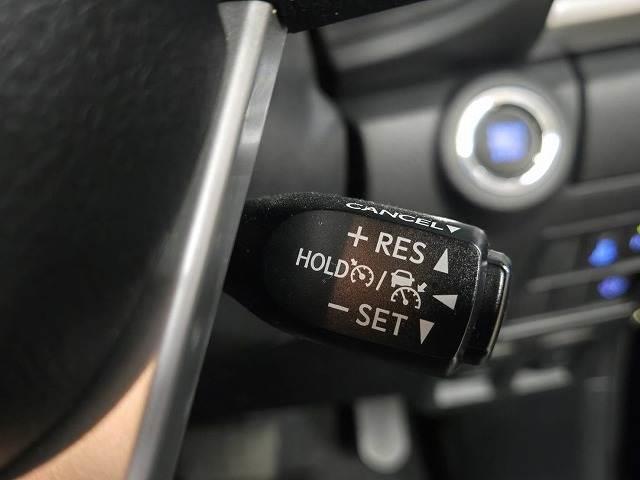 CANCEL
+ RES
HOLD /
− SET